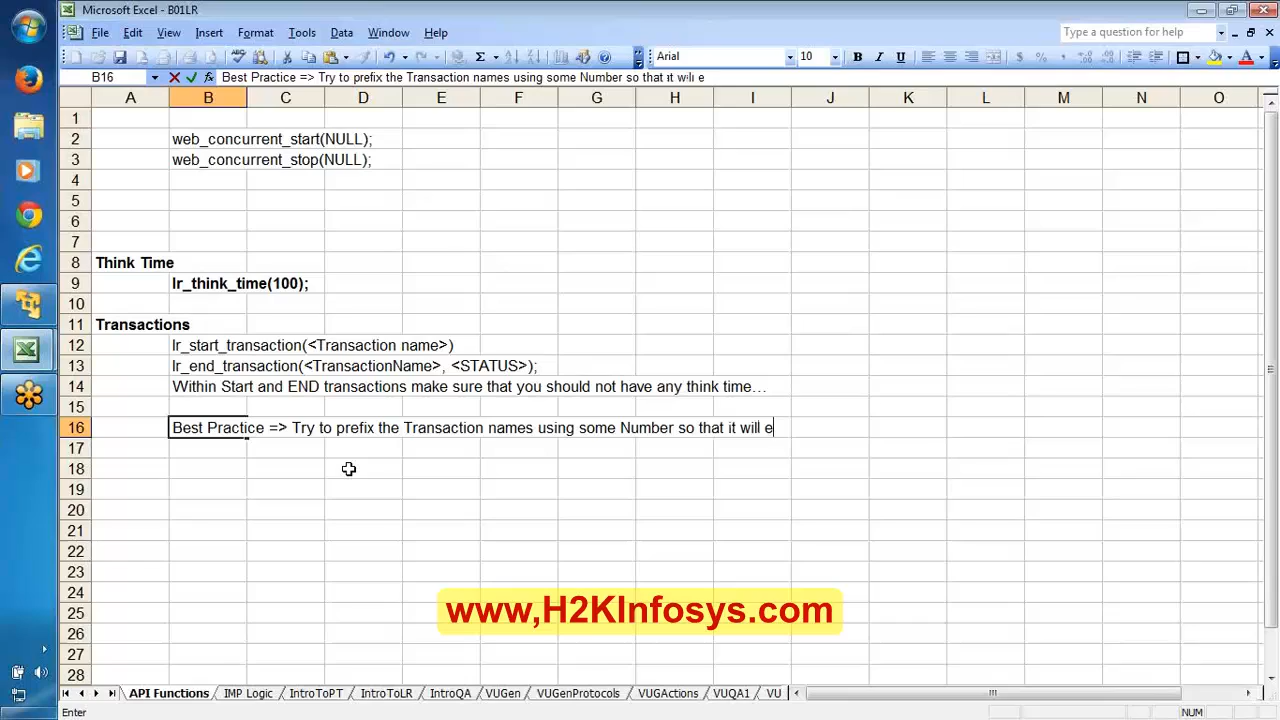 Microsoft Excel - B01LR
File Edit View Insert Format Tools Data Window Help
Type a question for help
Arial 10
B16 Best Practice => Try to prefix the Transaction names using some Number so that it will e
A B C D E F G H I J K L M N O
1
2 web_concurrent_start(NULL);
3 web_concurrent_stop(NULL);
4
5
6
7
8 Think Time
9 lr_think_time(100);
10
11 Transactions
12 lr_start_transaction(<Transaction name>)
13 lr_end_transaction(<TransactionName>, <STATUS>);
14 Within Start and END transactions make sure that you should not have any think time…
15
16 Best Practice => Try to prefix the Transaction names using some Number so that it will e
17
18
19
20
21
22
23
24
25
26
27
28
www,H2KInfosys.com
API Functions IMP Logic IntroToPT IntroToLR IntroQA VUGen VUGenProtocols VUGActions VUQA1 VU
Enter NUM